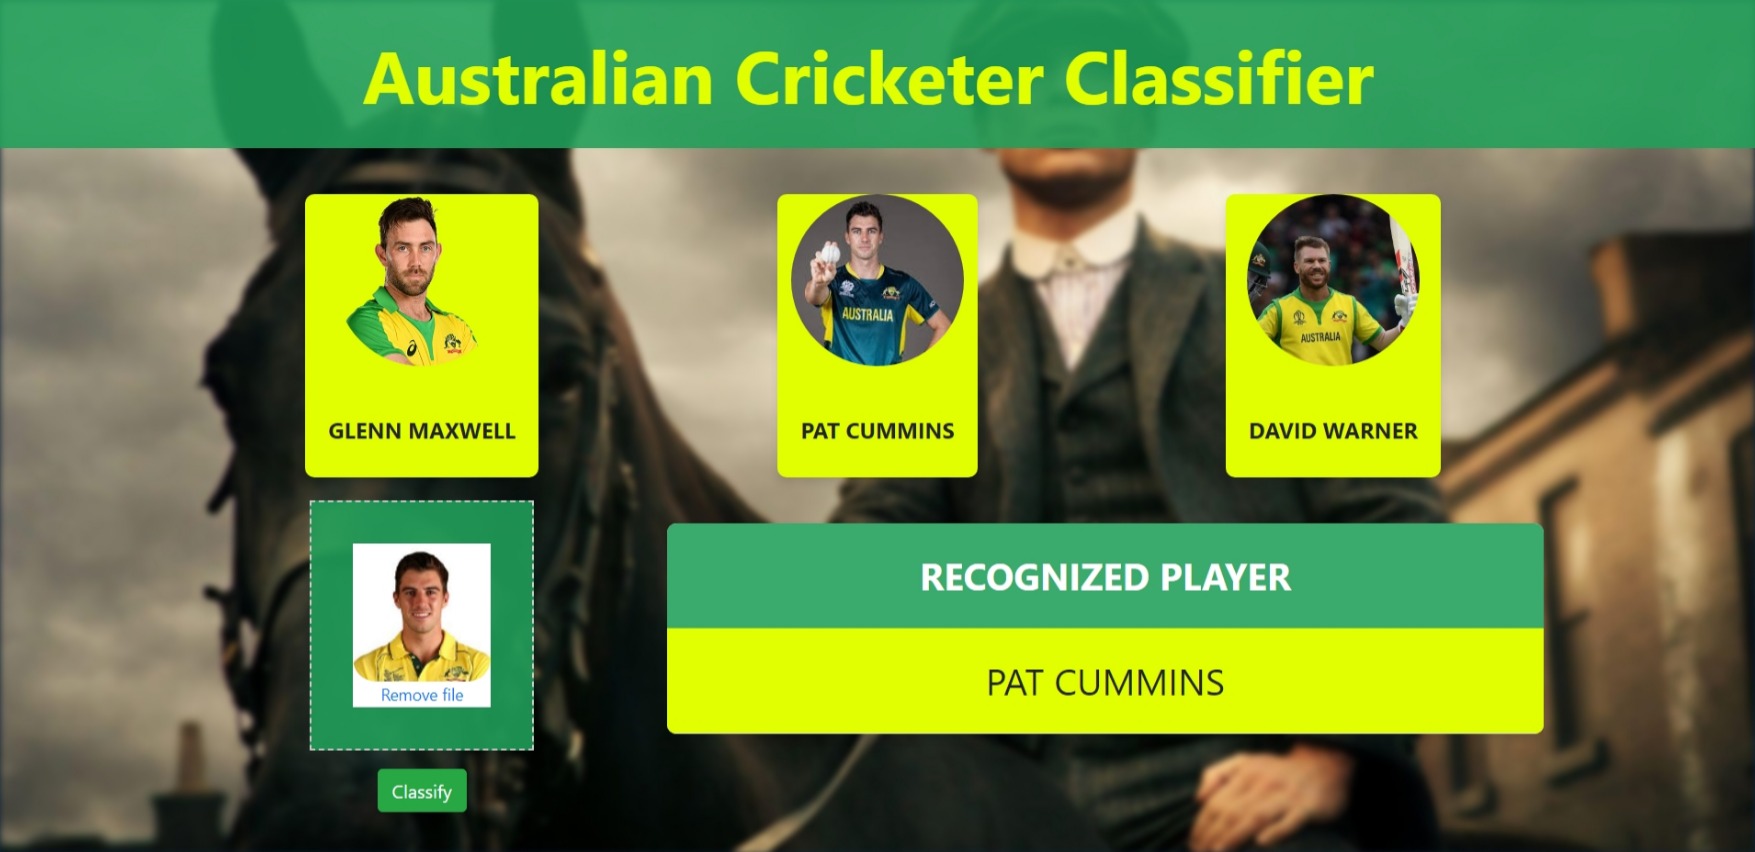 Australian Cricketer Classifier
AUSTRALIA
AUSTRALIA
GLENN MAXWELL
PAT CUMMINS
DAVID WARNER
RECOGNIZED PLAYER
PAT CUMMINS
Remove file
Classify